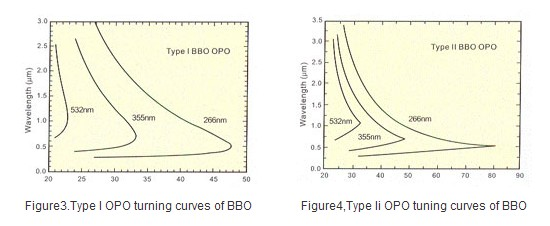 3.0
2.5
2.0
1.5
1.0
0.5
0.0
Wavelength (μm)
Type I BBO OPO
532nm
355nm
266nm
20 25 30 35 40 45 50
Figure3.Type I OPO turning curves of BBO
3.5
3.0
2.5
2.0
1.5
1.0
0.5
0.0
Wavelength (μm)
Type II BBO OPO
532nm
355nm
266nm
20 30 40 50 60 70 80 90
Figure4,Type Ii OPO tuning curves of BBO